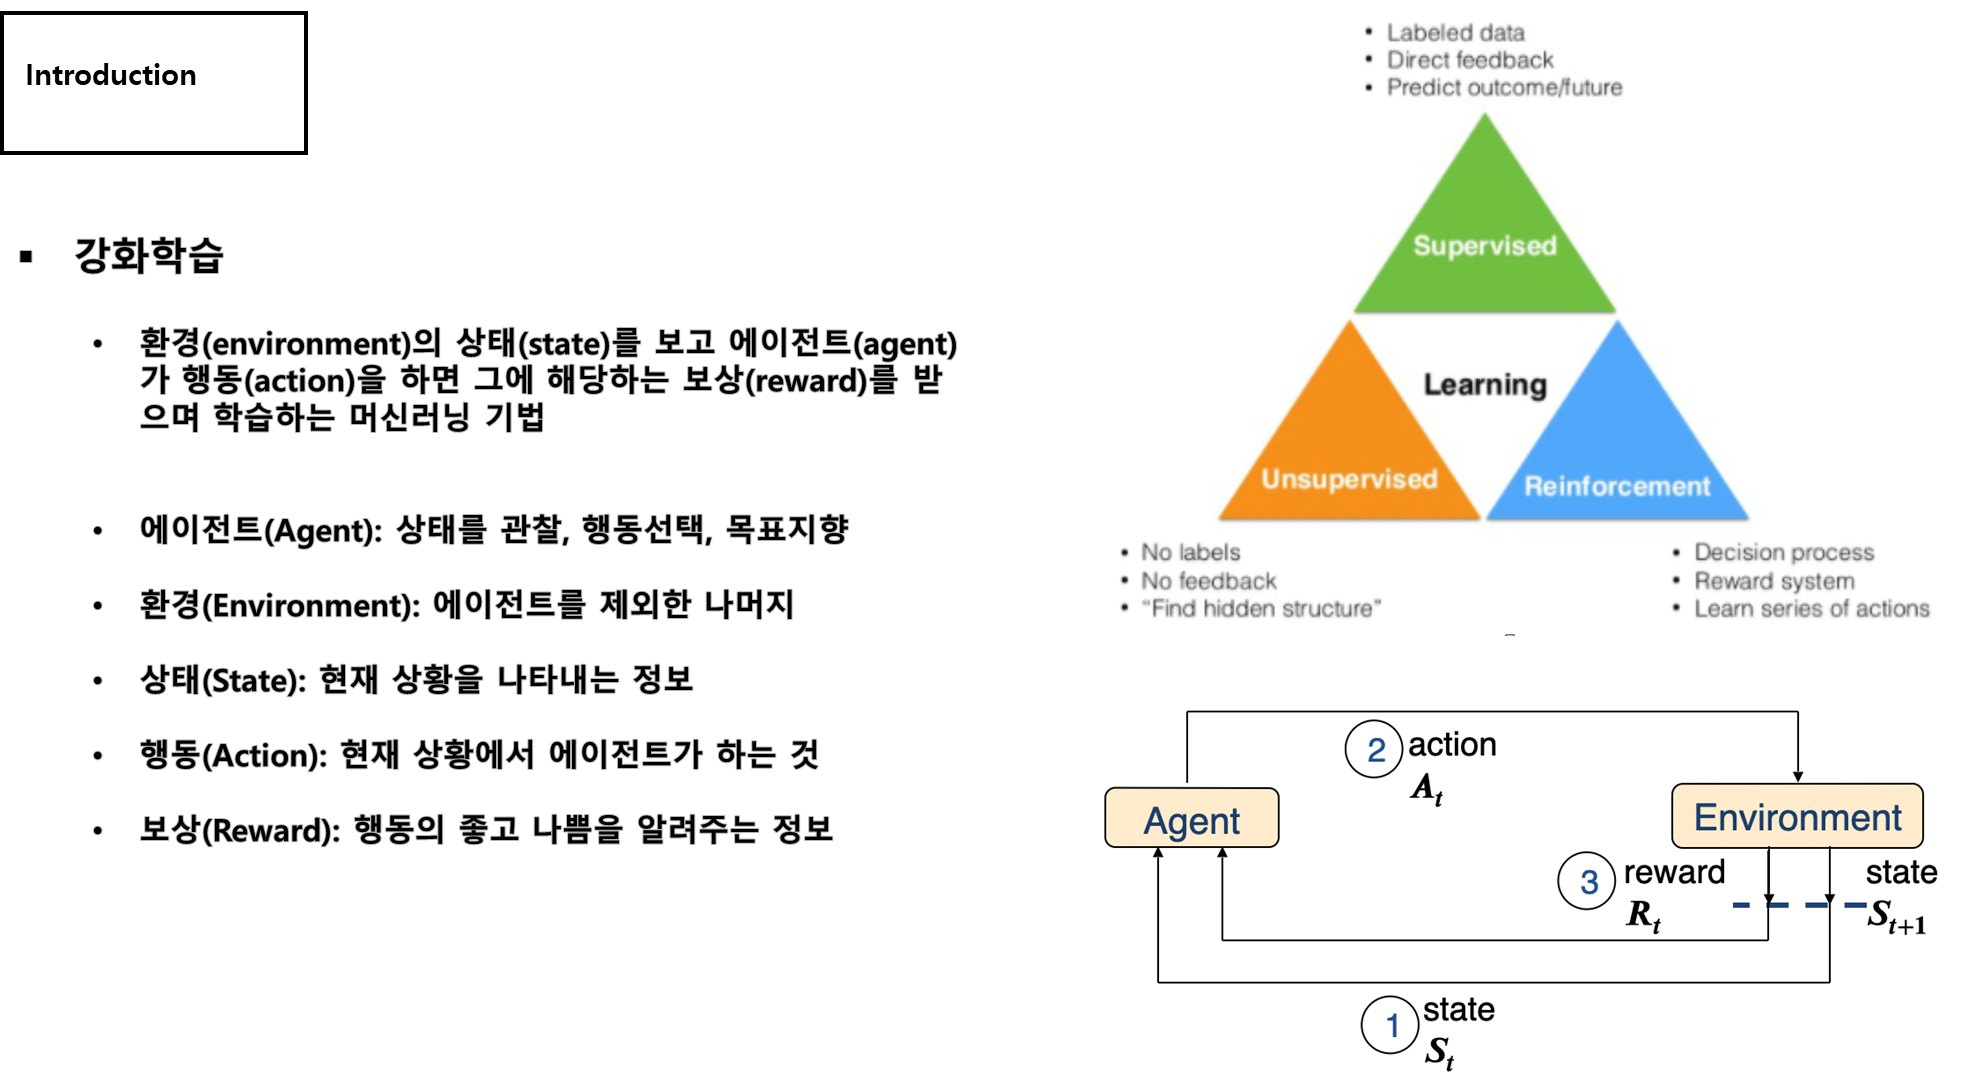 Introduction
▪ 강화학습
• 환경(environment)의 상태(state)를 보고 에이전트(agent)
가 행동(action)을 하면 그에 해당하는 보상(reward)를 받
으며 학습하는 머신러닝 기법
• 에이전트(Agent): 상태를 관찰, 행동선택, 목표지향
• 환경(Environment): 에이전트를 제외한 나머지
• 상태(State): 현재 상황을 나타내는 정보
• 행동(Action): 현재 상황에서 에이전트가 하는 것
• 보상(Reward): 행동의 좋고 나쁨을 알려주는 정보
• Labeled data
• Direct feedback
• Predict outcome/future
Supervised
Learning
Unsupervised
Reinforcement
• No labels
• No feedback
• “Find hidden structure”
• Decision process
• Reward system
• Learn series of actions
2 action
A_t
Agent
Environment
3 reward
R_t
state
S_{t+1}
1 state
S_t